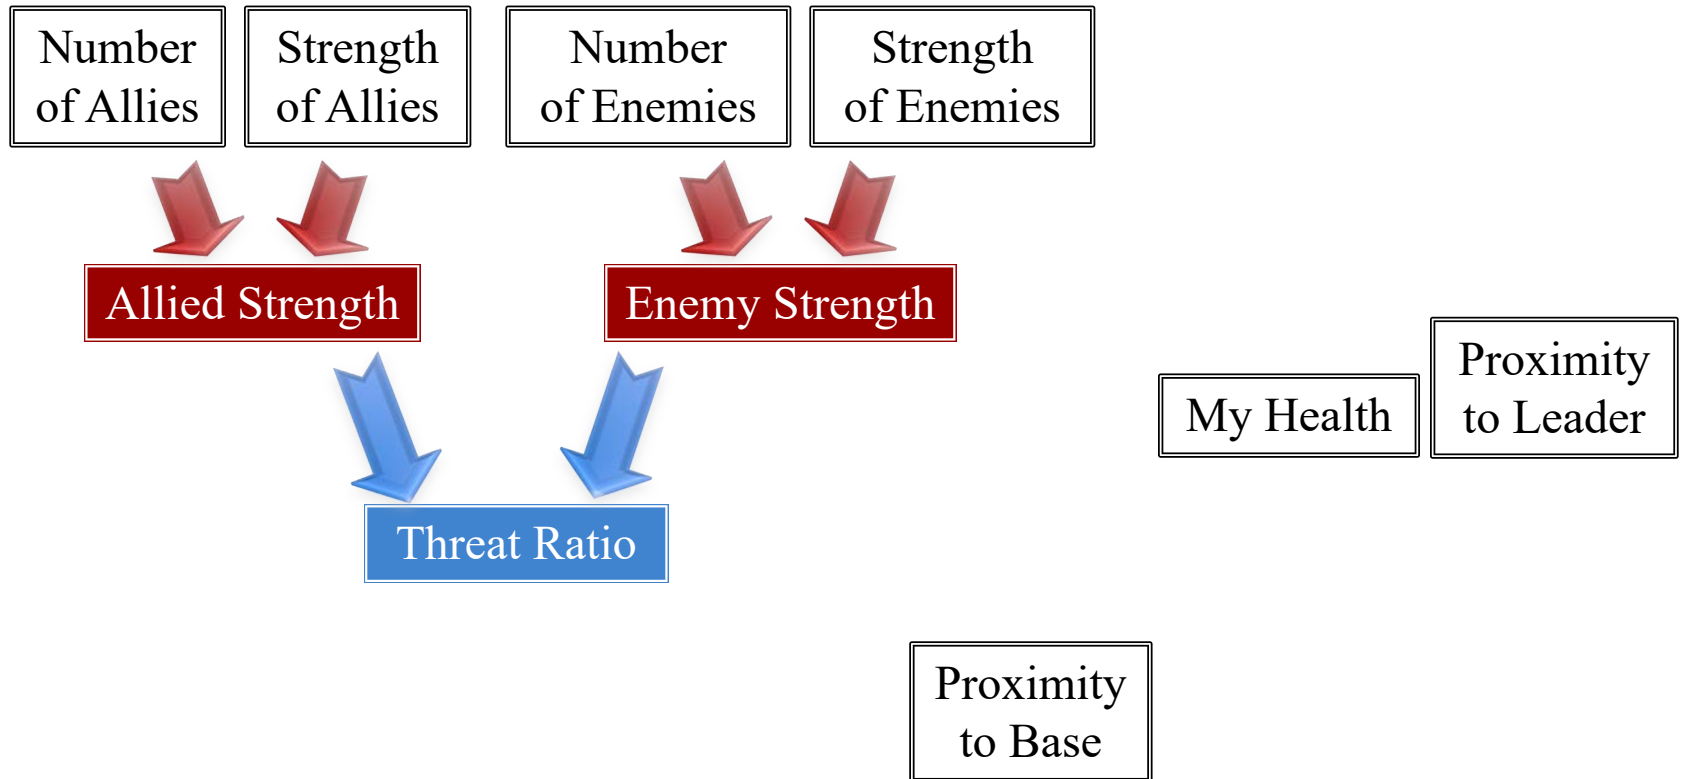 Number
of Allies
Strength
of Allies
Number
of Enemies
Strength
of Enemies
Allied Strength
Enemy Strength
My Health
Proximity
to Leader
Threat Ratio
Proximity
to Base